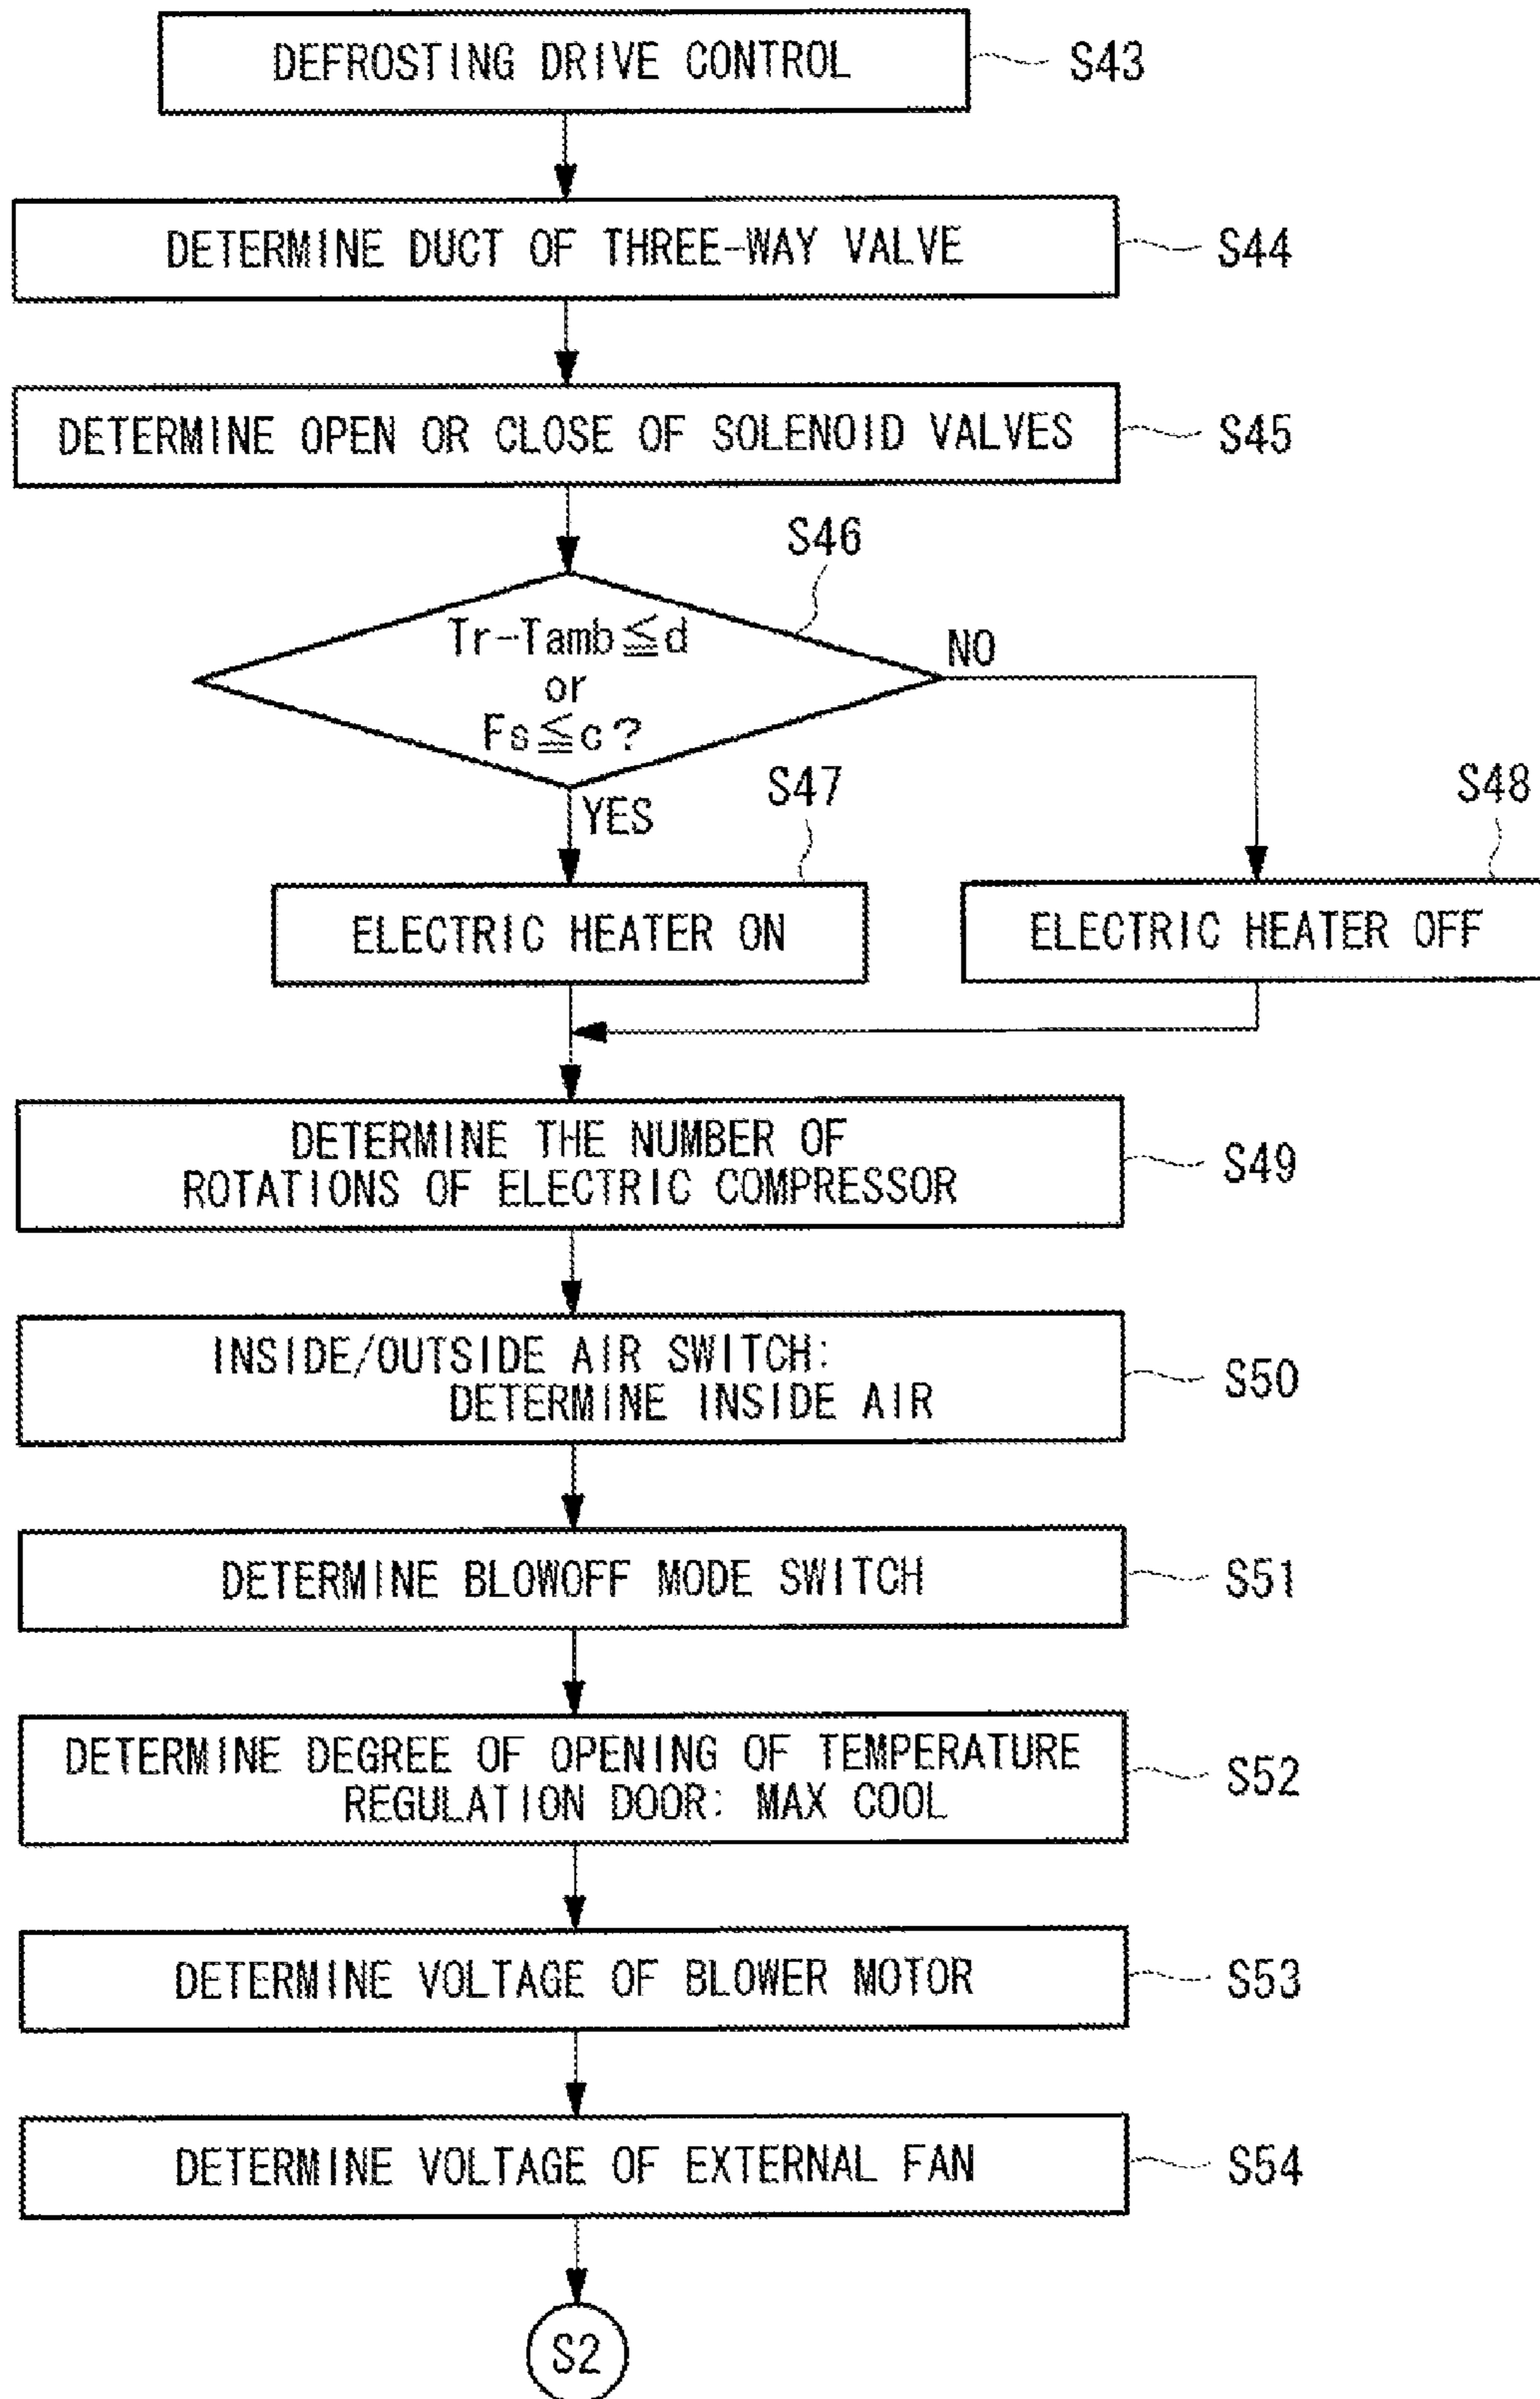 DEFROSTING DRIVE CONTROL
S43
DETERMINE DUCT OF THREE-WAY VALVE
S44
DETERMINE OPEN OR CLOSE OF SOLENOID VALVES
S45
S46
Tr-Tamb≦d
or
Fs≦c?
NO
YES
S47
S48
ELECTRIC HEATER ON
ELECTRIC HEATER OFF
DETERMINE THE NUMBER OF
ROTATIONS OF ELECTRIC COMPRESSOR
S49
INSIDE/OUTSIDE AIR SWITCH:
DETERMINE INSIDE AIR
S50
DETERMINE BLOWOFF MODE SWITCH
S51
DETERMINE DEGREE OF OPENING OF TEMPERATURE
REGULATION DOOR: MAX COOL
S52
DETERMINE VOLTAGE OF BLOWER MOTOR
S53
DETERMINE VOLTAGE OF EXTERNAL FAN
S54
S2